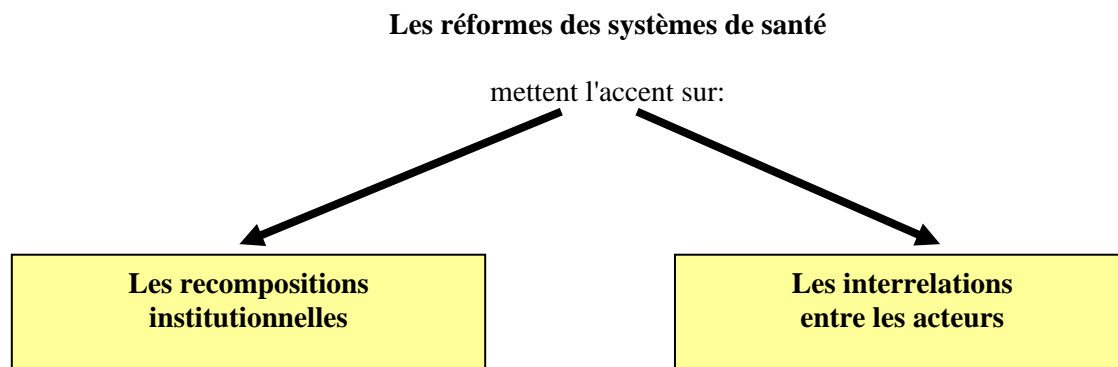 Les réformes des systèmes de santé
mettent l'accent sur:
Les recompositions
institutionnelles
Les interrelations
entre les acteurs